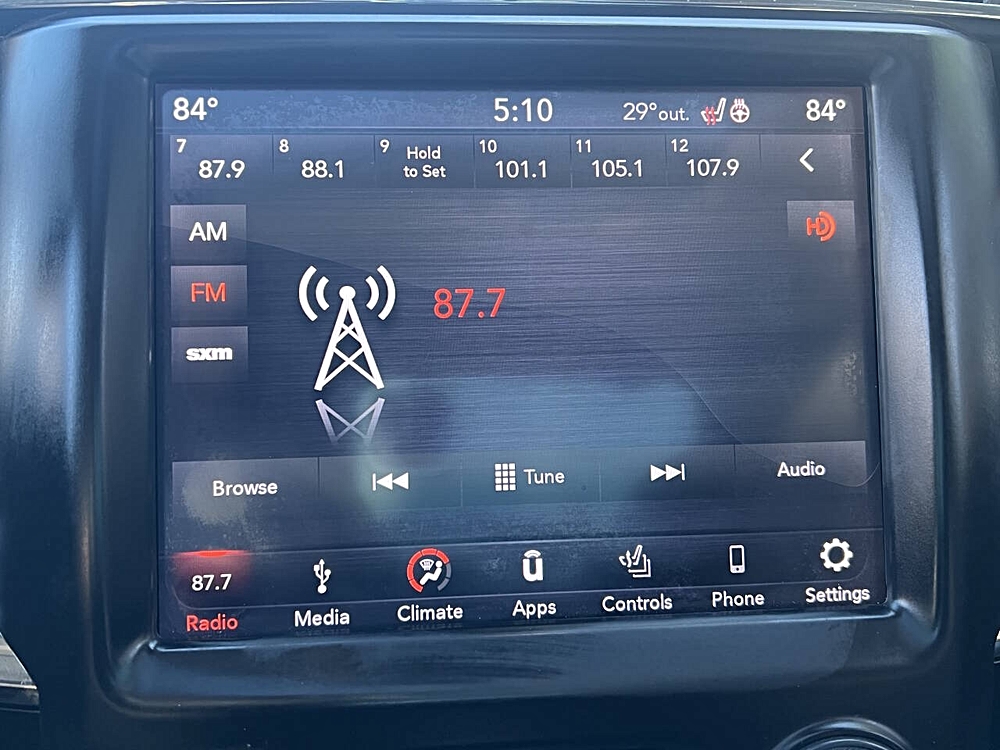 84° 5:10 29°out. 84°
7 87.9 8 88.1 9 Hold to Set 10 101.1 11 105.1 12 107.9
AM
HD
FM
87.7
sxm
Browse Tune Audio
87.7
Radio Media Climate Apps Controls Phone Settings